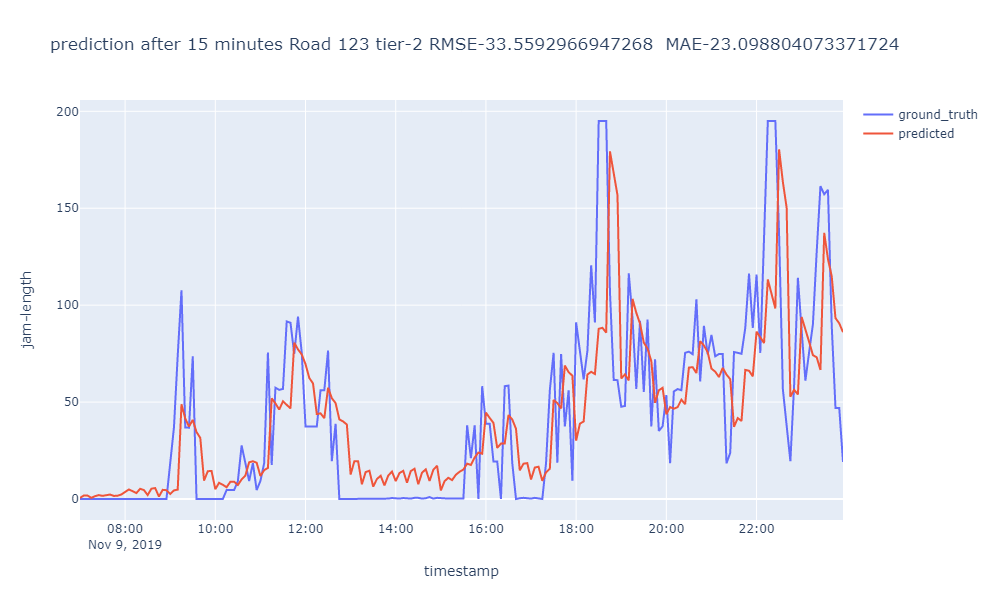 prediction after 15 minutes Road 123 tier-2 RMSE-33.5592966947268  MAE-23.098804073371724
ground_truth
predicted
200
150
100
50
0
jam-length
08:00 10:00 12:00 14:00 16:00 18:00 20:00 22:00
Nov 9, 2019
timestamp